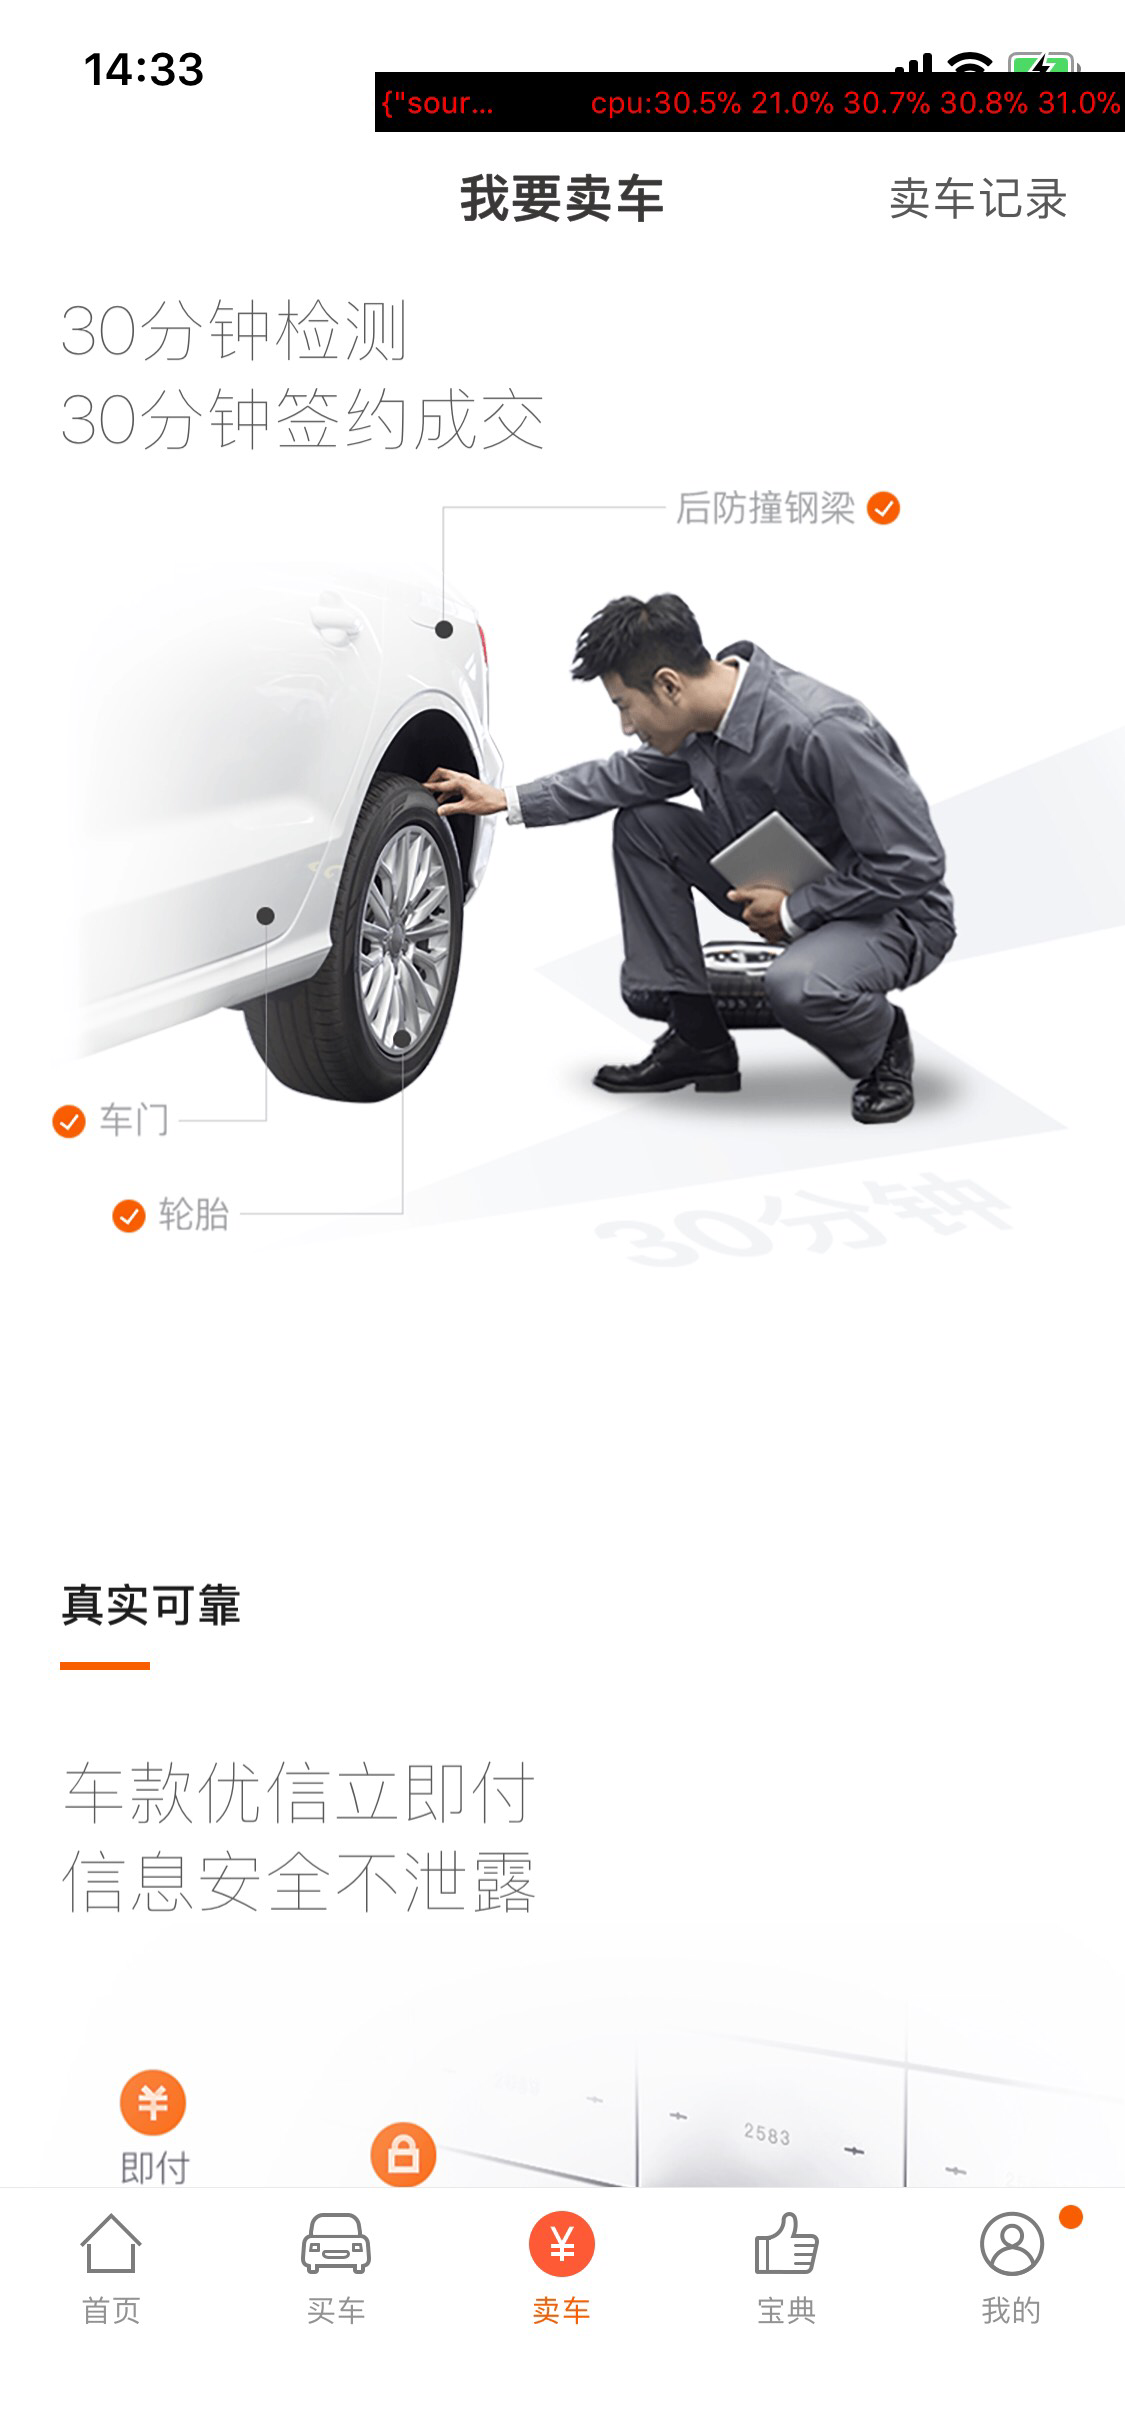 14:33
{"sour... cpu:30.5% 21.0% 30.7% 30.8% 31.0%
我要卖车 卖车记录
30分钟检测
30分钟签约成交
后防撞钢梁
车门
轮胎
30分钟
真实可靠
车款优信立即付
信息安全不泄露
2583
即付
首页 买车 卖车 宝典 我的